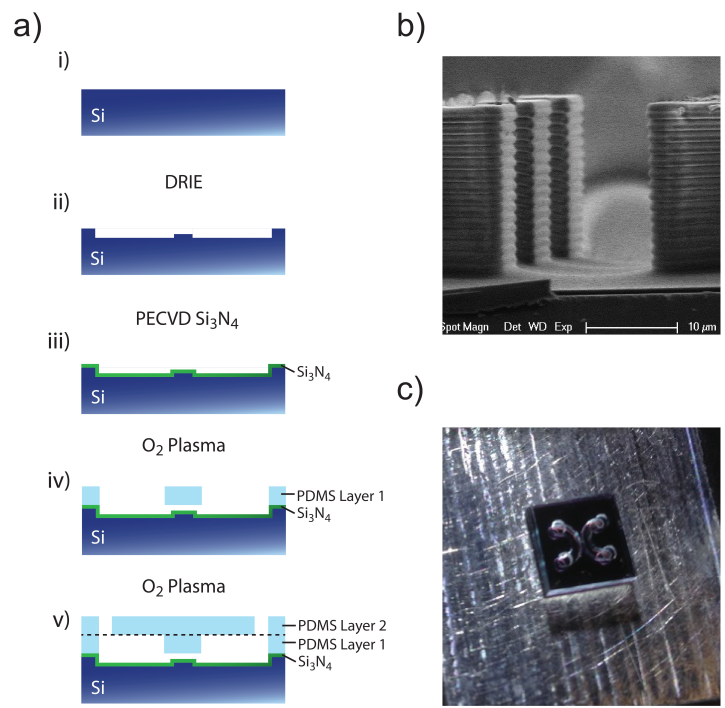 a)
i)
Si
DRIE
ii)
Si
PECVD Si₃N₄
iii)
Si₃N₄
Si
O₂ Plasma
iv)
PDMS Layer 1
Si₃N₄
Si
O₂ Plasma
v)
PDMS Layer 2
PDMS Layer 1
Si₃N₄
Si
b)
Spot Magn Det WD Exp 10 µm
c)